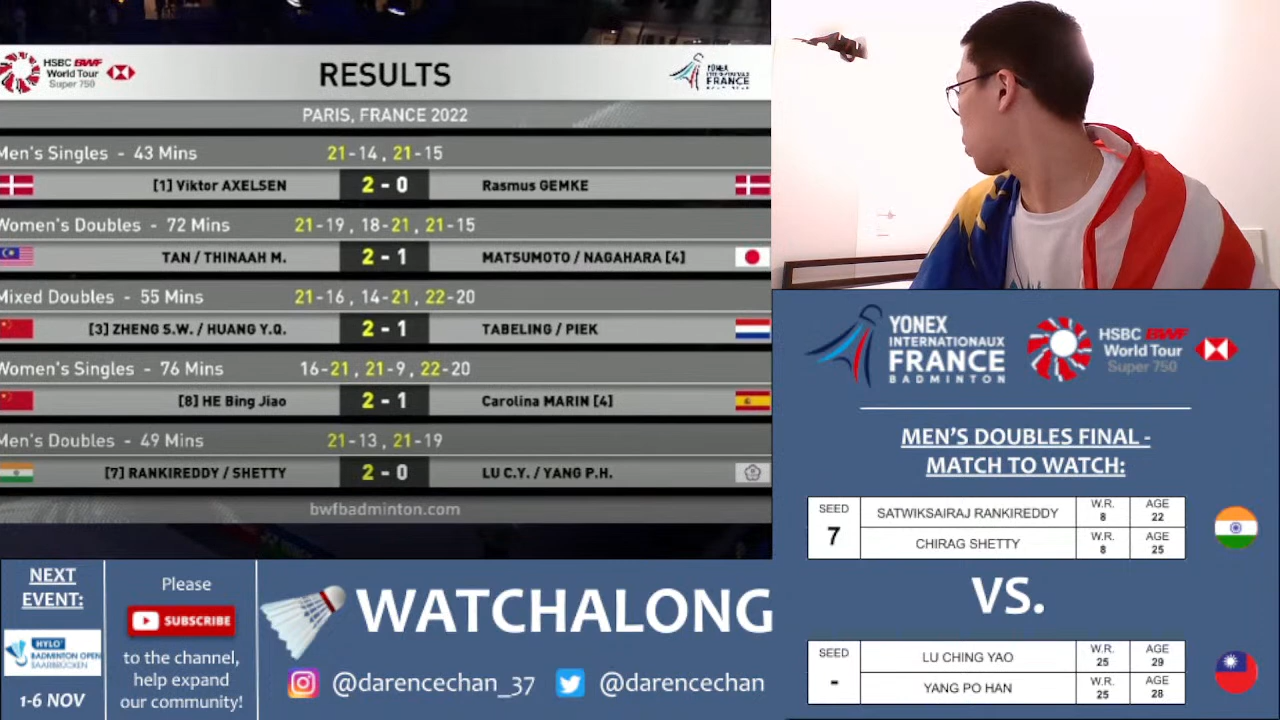 HSBC BWF
World Tour
Super 750
RESULTS
YONEX
INTERNATIONAUX
FRANCE
PARIS, FRANCE 2022
Men's Singles - 43 Mins 21-14, 21-15
[1] Viktor AXELSEN 2 - 0 Rasmus GEMKE
Women's Doubles - 72 Mins 21-19, 18-21, 21-15
TAN / THINAAH M. 2 - 1 MATSUMOTO / NAGAHARA [4]
Mixed Doubles - 55 Mins 21-16, 14-21, 22-20
[3] ZHENG S.W. / HUANG Y.Q. 2 - 1 TABELING / PIEK
Women's Singles - 76 Mins 16-21, 21-9, 22-20
[8] HE Bing Jiao 2 - 1 Carolina MARIN [4]
Men's Doubles - 49 Mins 21-13, 21-19
[7] RANKIREDDY / SHETTY 2 - 0 LU C.Y. / YANG P.H.
bwfbadminton.com
YONEX
INTERNATIONAUX
FRANCE
BADMINTON
HSBC BWF
World Tour
Super 750
MEN'S DOUBLES FINAL -
MATCH TO WATCH:
SEED
7
SATWIKSAIRAJ RANKIREDDY W.R. 8 AGE 22
CHIRAG SHETTY W.R. 8 AGE 25
VS.
SEED
-
LU CHING YAO W.R. 25 AGE 29
YANG PO HAN W.R. 25 AGE 28
NEXT
EVENT:
HYLO
BADMINTON OPEN
SAARBRÜCKEN
1-6 NOV
Please
SUBSCRIBE
to the channel,
help expand
our community!
WATCHALONG
@darencechan_37 @darencechan